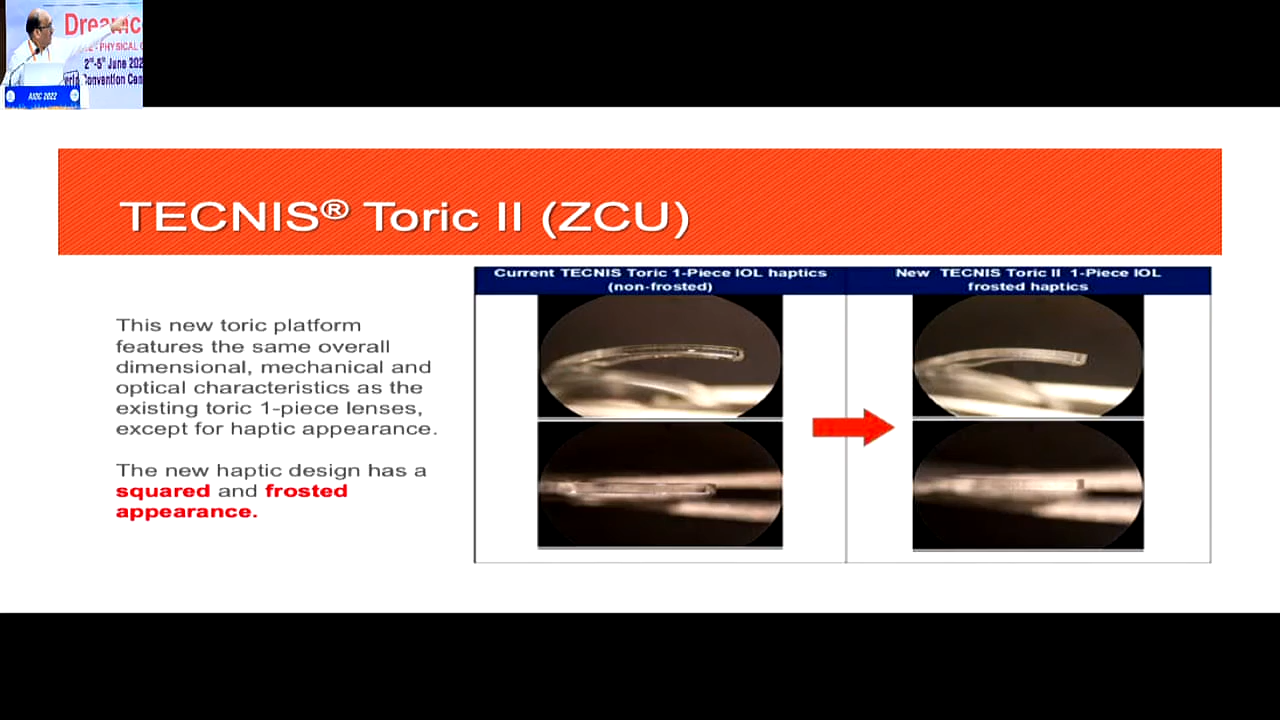 Dreamc
- PHYSICAL
2nd-5th June 202
Convention Cen
AIOC 2022
TECNIS® Toric II (ZCU)
Current TECNIS Toric 1-Piece IOL haptics
(non-frosted)
New TECNIS Toric II 1-Piece IOL
frosted haptics
This new toric platform
features the same overall
dimensional, mechanical and
optical characteristics as the
existing toric 1-piece lenses,
except for haptic appearance.
The new haptic design has a
squared and frosted
appearance.